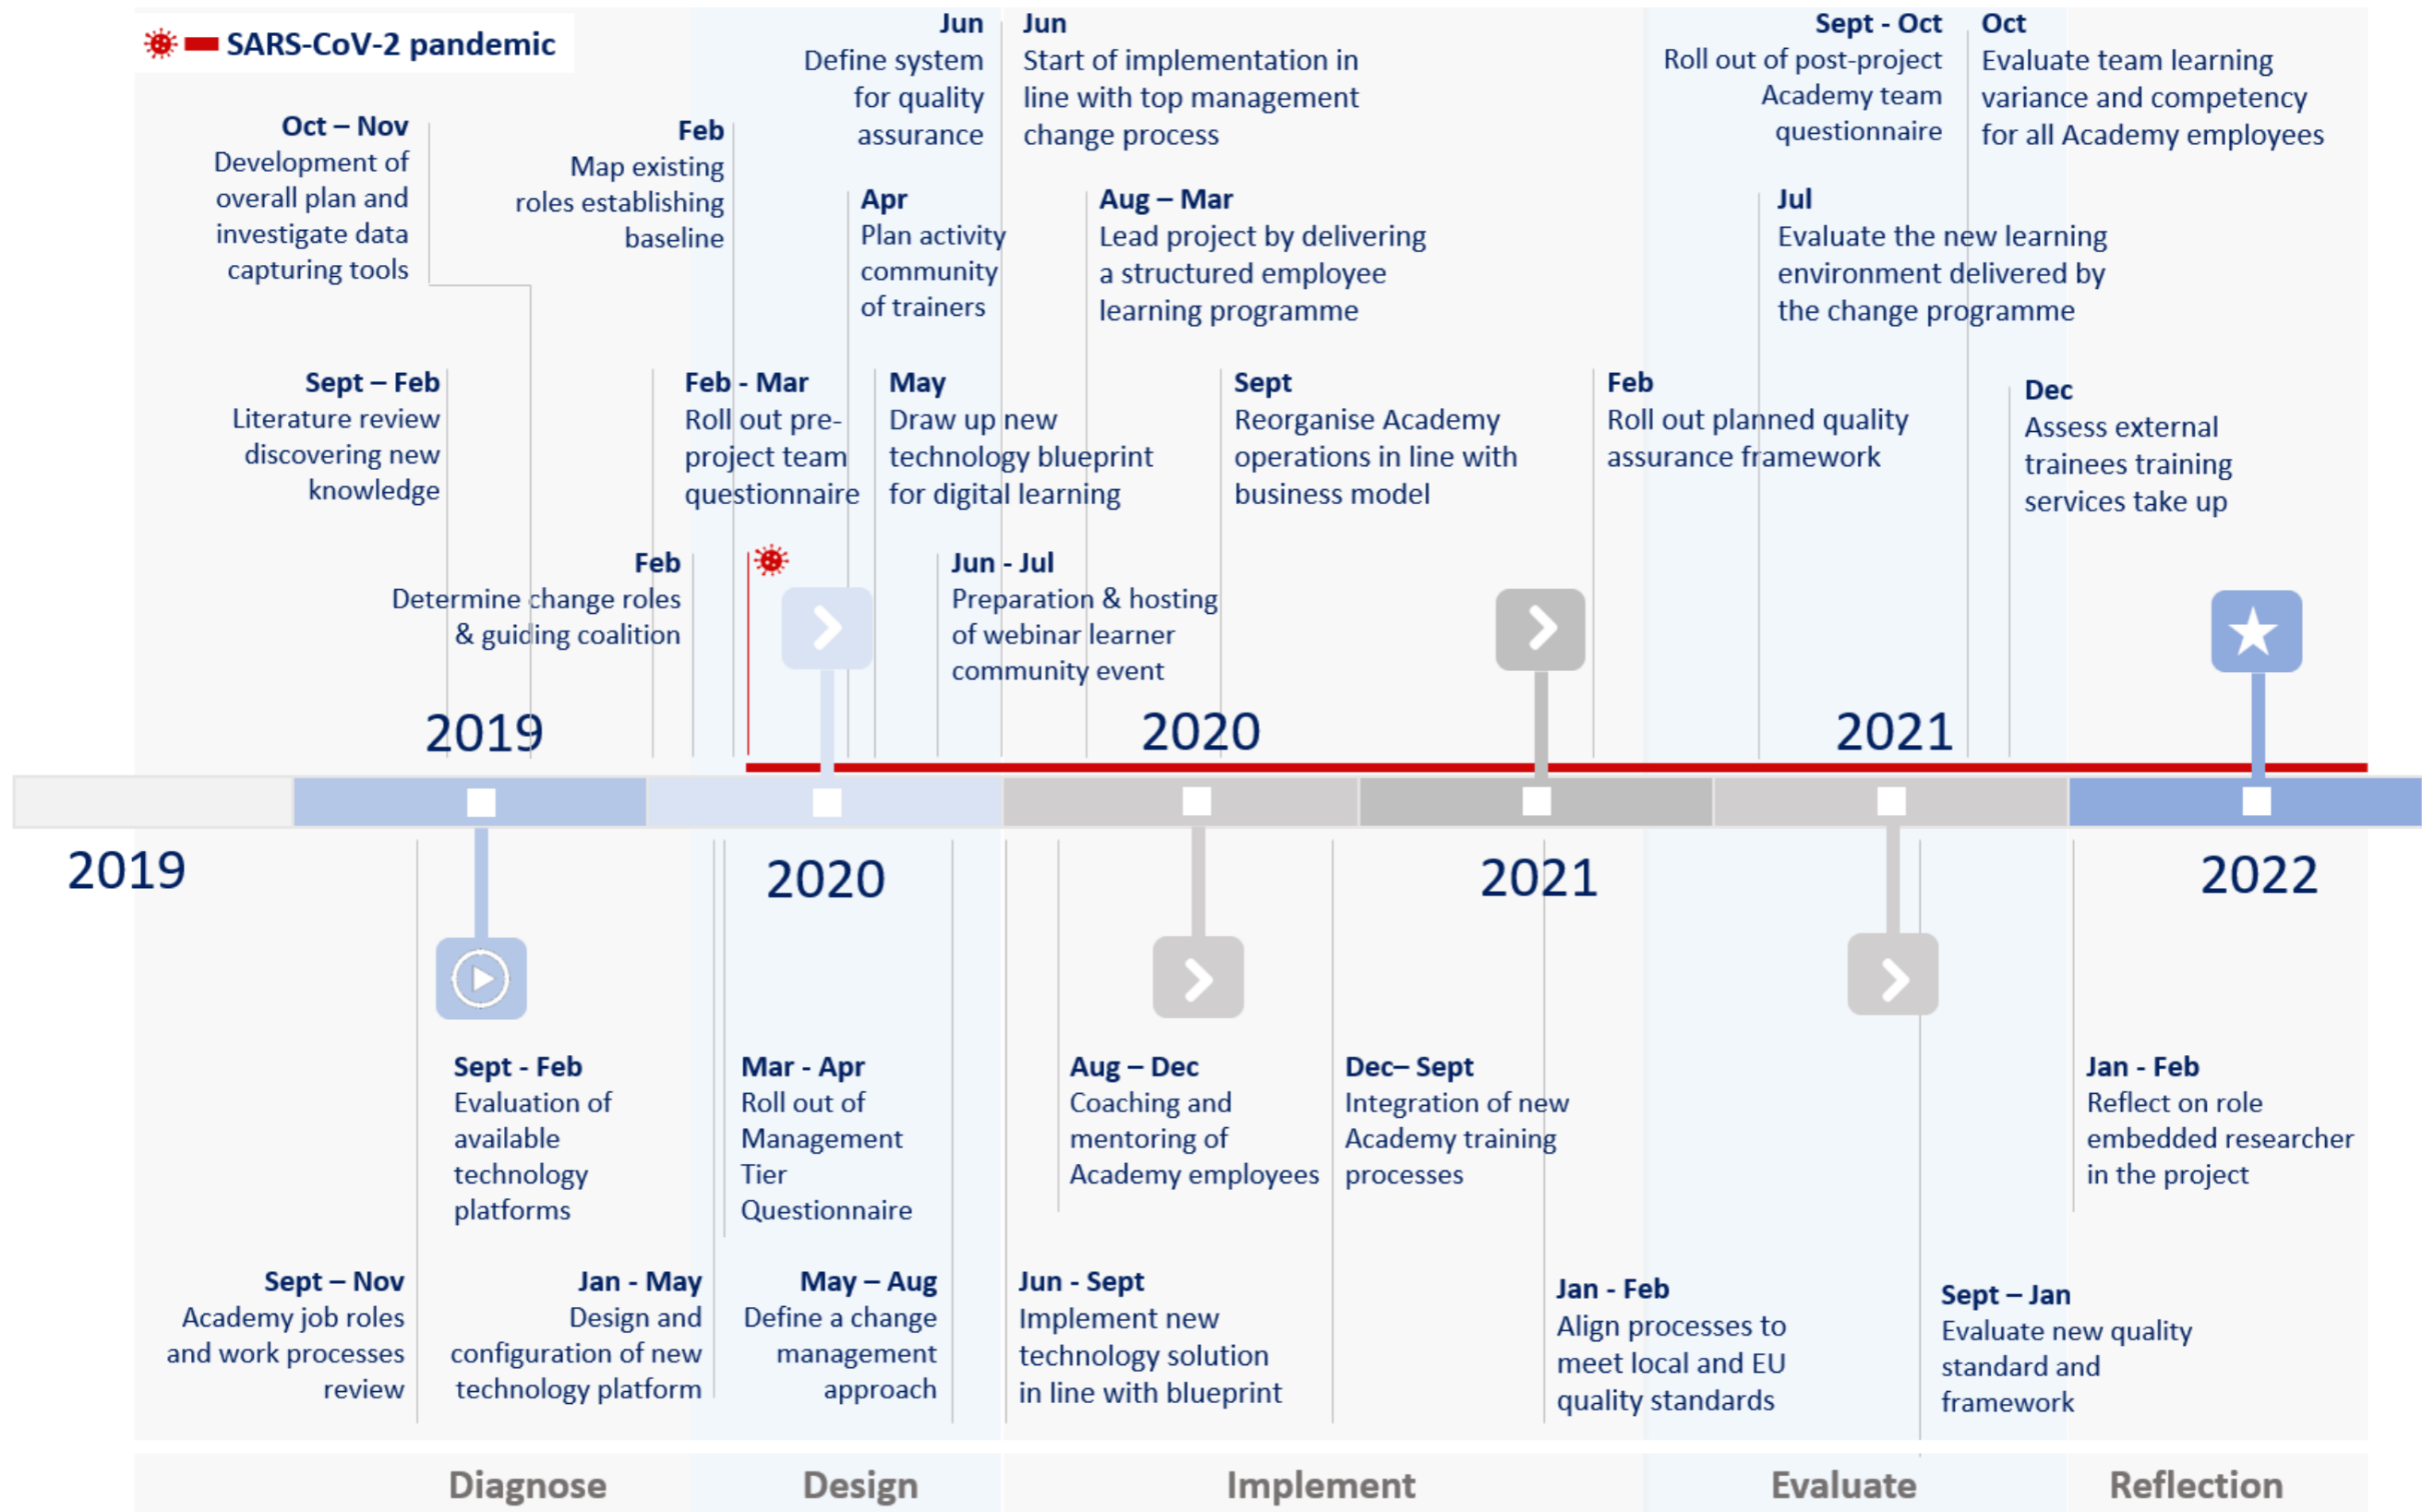 SARS-CoV-2 pandemic
Oct – Nov
Development of
overall plan and
investigate data
capturing tools
Feb
Map existing
roles establishing
baseline
Jun
Define system
for quality
assurance
Jun
Start of implementation in
line with top management
change process
Sept - Oct
Roll out of post-project
Academy team
questionnaire
Oct
Evaluate team learning
variance and competency
for all Academy employees
Apr
Plan activity
community
of trainers
Aug – Mar
Lead project by delivering
a structured employee
learning programme
Jul
Evaluate the new learning
environment delivered by
the change programme
Sept – Feb
Literature review
discovering new
knowledge
Feb - Mar
Roll out pre-
project team
questionnaire
May
Draw up new
technology blueprint
for digital learning
Sept
Reorganise Academy
operations in line with
business model
Feb
Roll out planned quality
assurance framework
Dec
Assess external
trainees training
services take up
Feb
Determine change roles
& guiding coalition
Jun - Jul
Preparation & hosting
of webinar learner
community event
2019
2020
2021
2019
2020
2021
2022
Sept - Feb
Evaluation of
available
technology
platforms
Mar - Apr
Roll out of
Management
Tier
Questionnaire
Aug – Dec
Coaching and
mentoring of
Academy employees
Dec– Sept
Integration of new
Academy training
processes
Jan - Feb
Reflect on role
embedded researcher
in the project
Sept – Nov
Academy job roles
and work processes
review
Jan - May
Design and
configuration of new
technology platform
May – Aug
Define a change
management
approach
Jun - Sept
Implement new
technology solution
in line with blueprint
Jan - Feb
Align processes to
meet local and EU
quality standards
Sept – Jan
Evaluate new quality
standard and
framework
Diagnose
Design
Implement
Evaluate
Reflection